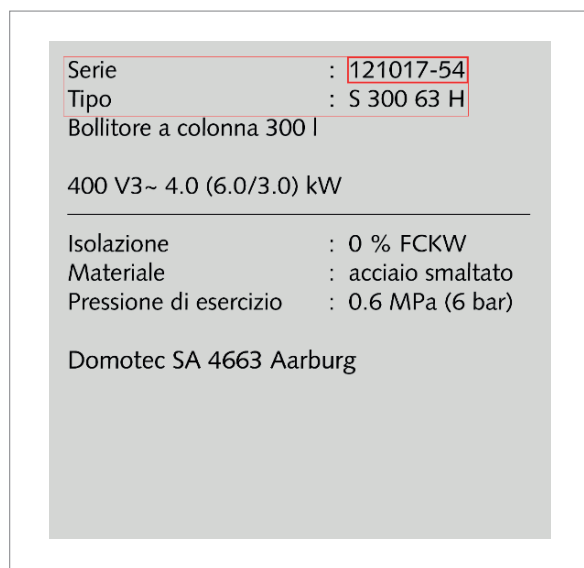 Serie : 121017-54
Tipo : S 300 63 H
Bollitore a colonna 300 l
400 V3~ 4.0 (6.0/3.0) kW
Isolazione : 0 % FCKW
Materiale : acciaio smaltato
Pressione di esercizio : 0.6 MPa (6 bar)
Domotec SA 4663 Aarburg